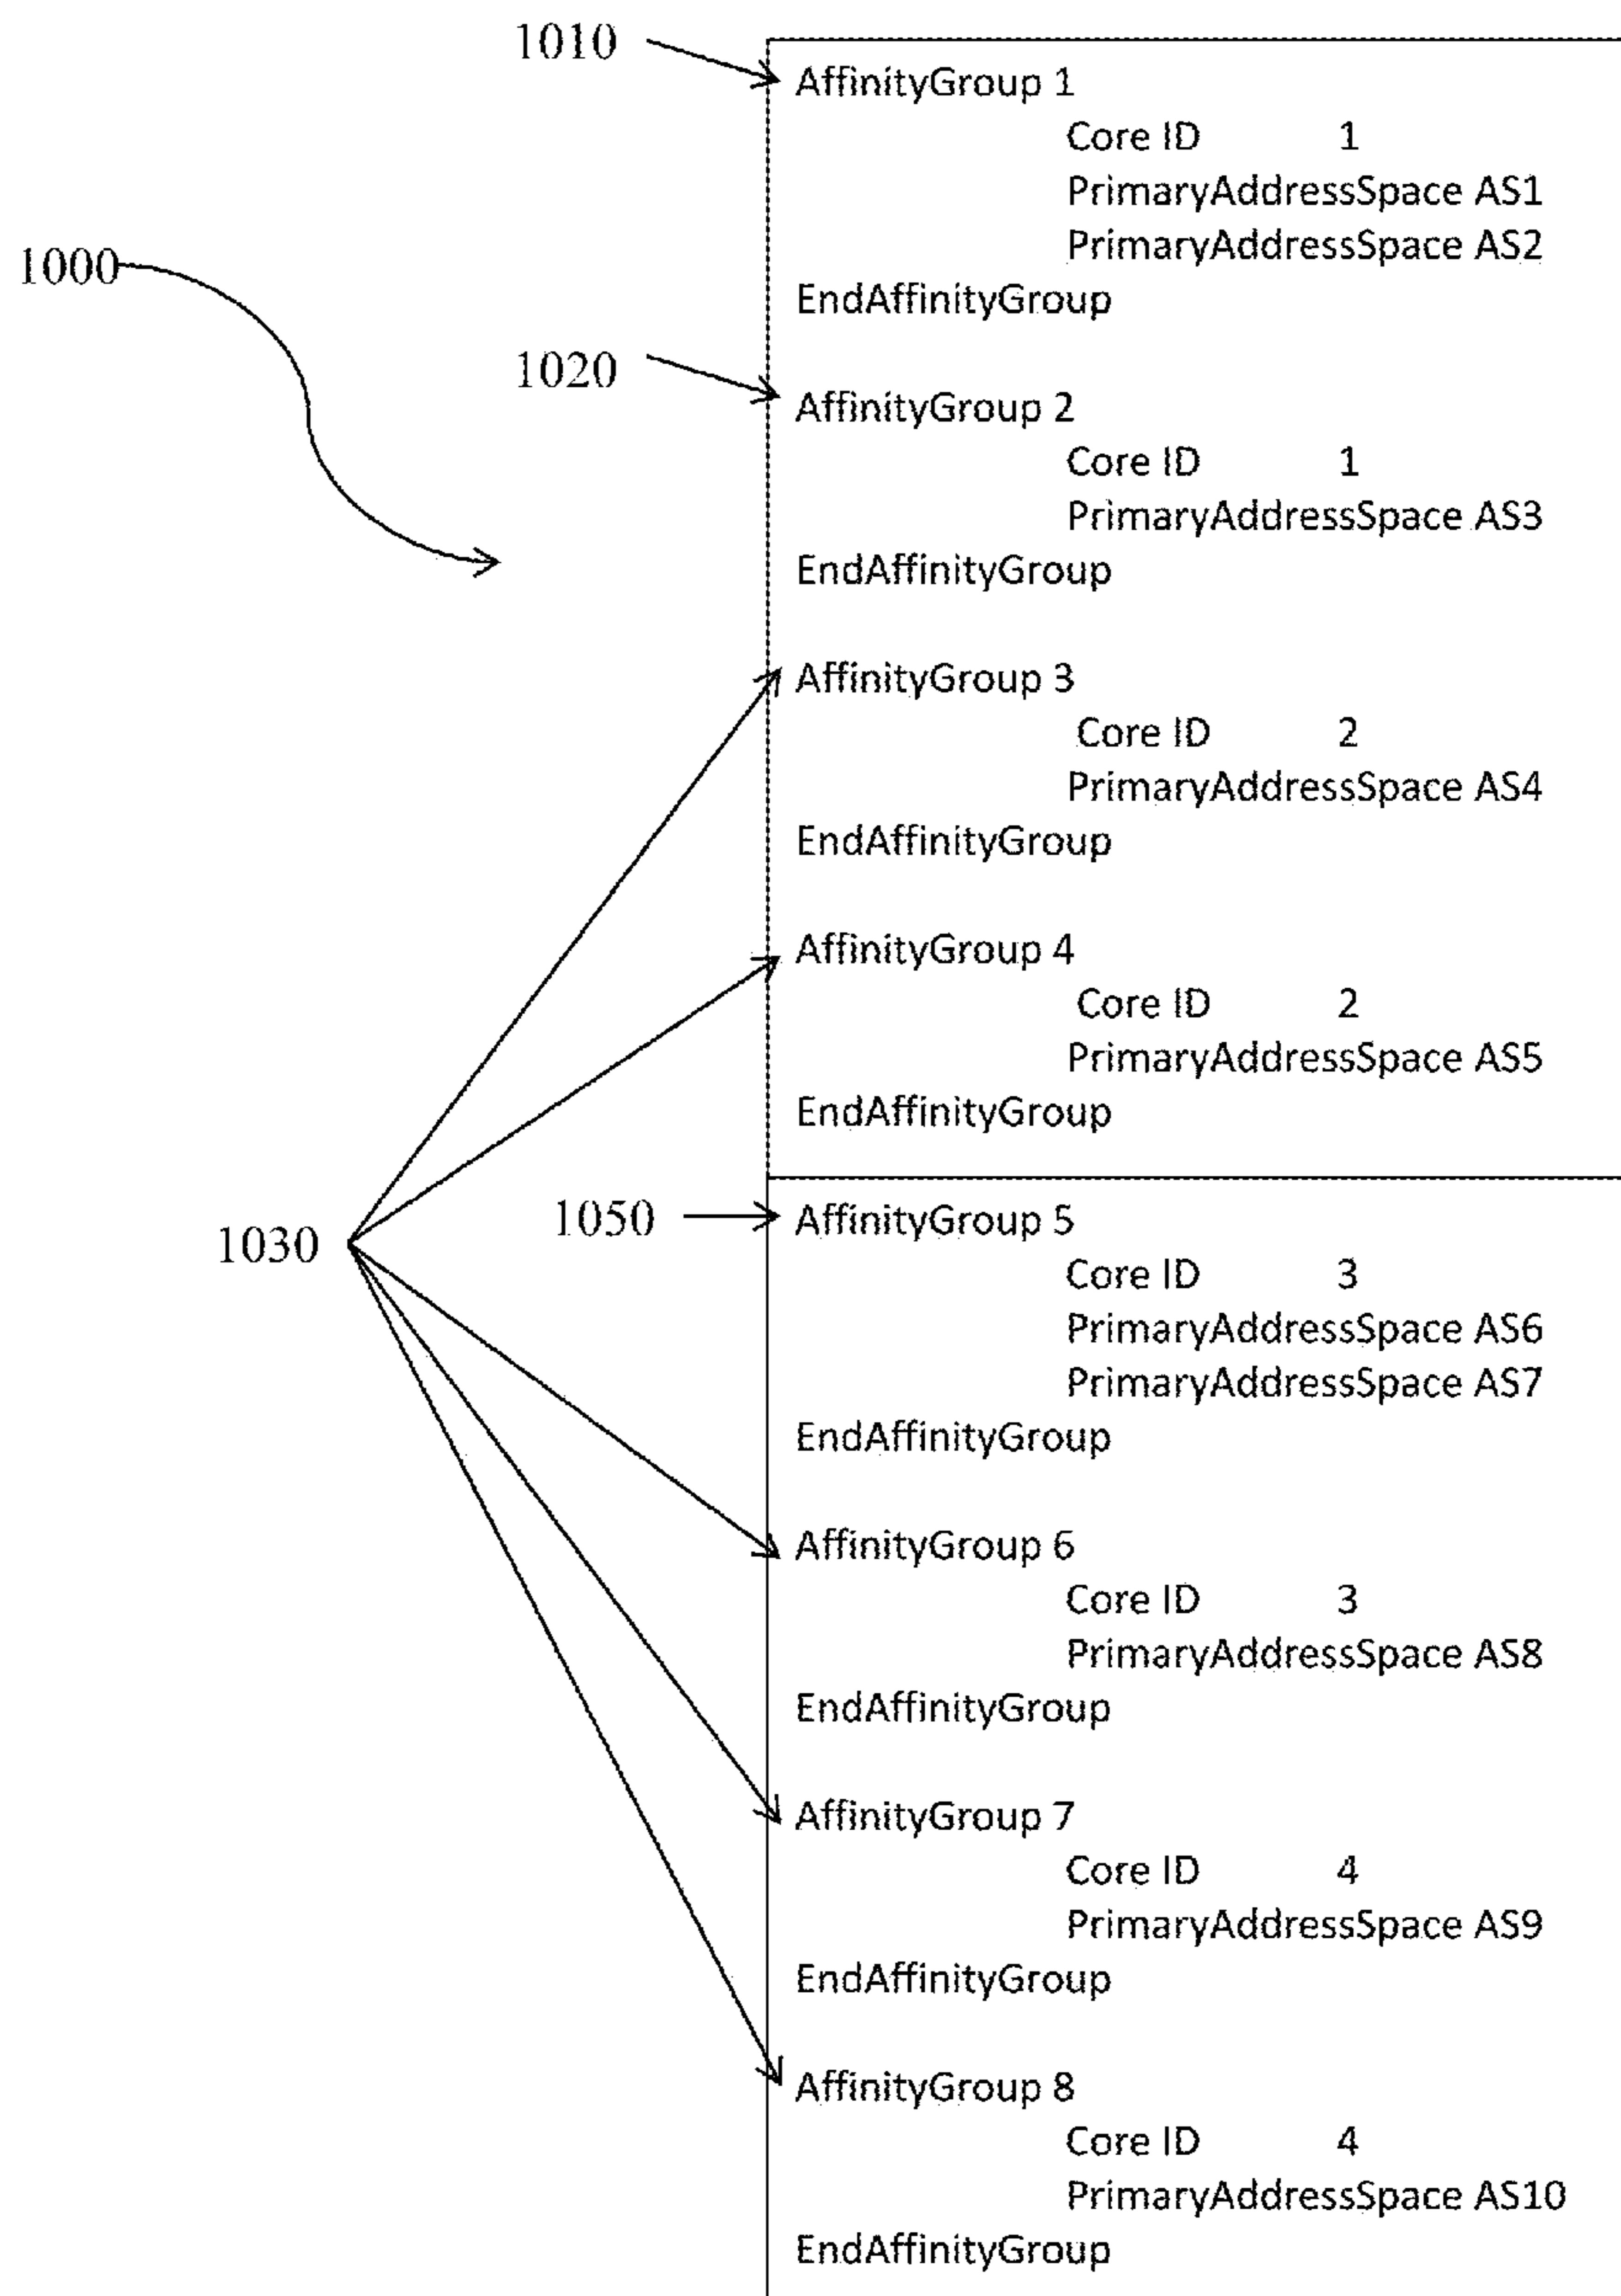 1010
AffinityGroup 1
Core ID 1
PrimaryAddressSpace AS1
PrimaryAddressSpace AS2
1000
EndAffinityGroup
1020
AffinityGroup 2
Core ID 1
PrimaryAddressSpace AS3
EndAffinityGroup
AffinityGroup 3
Core ID 2
PrimaryAddressSpace AS4
EndAffinityGroup
AffinityGroup 4
Core ID 2
PrimaryAddressSpace AS5
EndAffinityGroup
1030
1050
AffinityGroup 5
Core ID 3
PrimaryAddressSpace AS6
PrimaryAddressSpace AS7
EndAffinityGroup
AffinityGroup 6
Core ID 3
PrimaryAddressSpace AS8
EndAffinityGroup
AffinityGroup 7
Core ID 4
PrimaryAddressSpace AS9
EndAffinityGroup
AffinityGroup 8
Core ID 4
PrimaryAddressSpace AS10
EndAffinityGroup